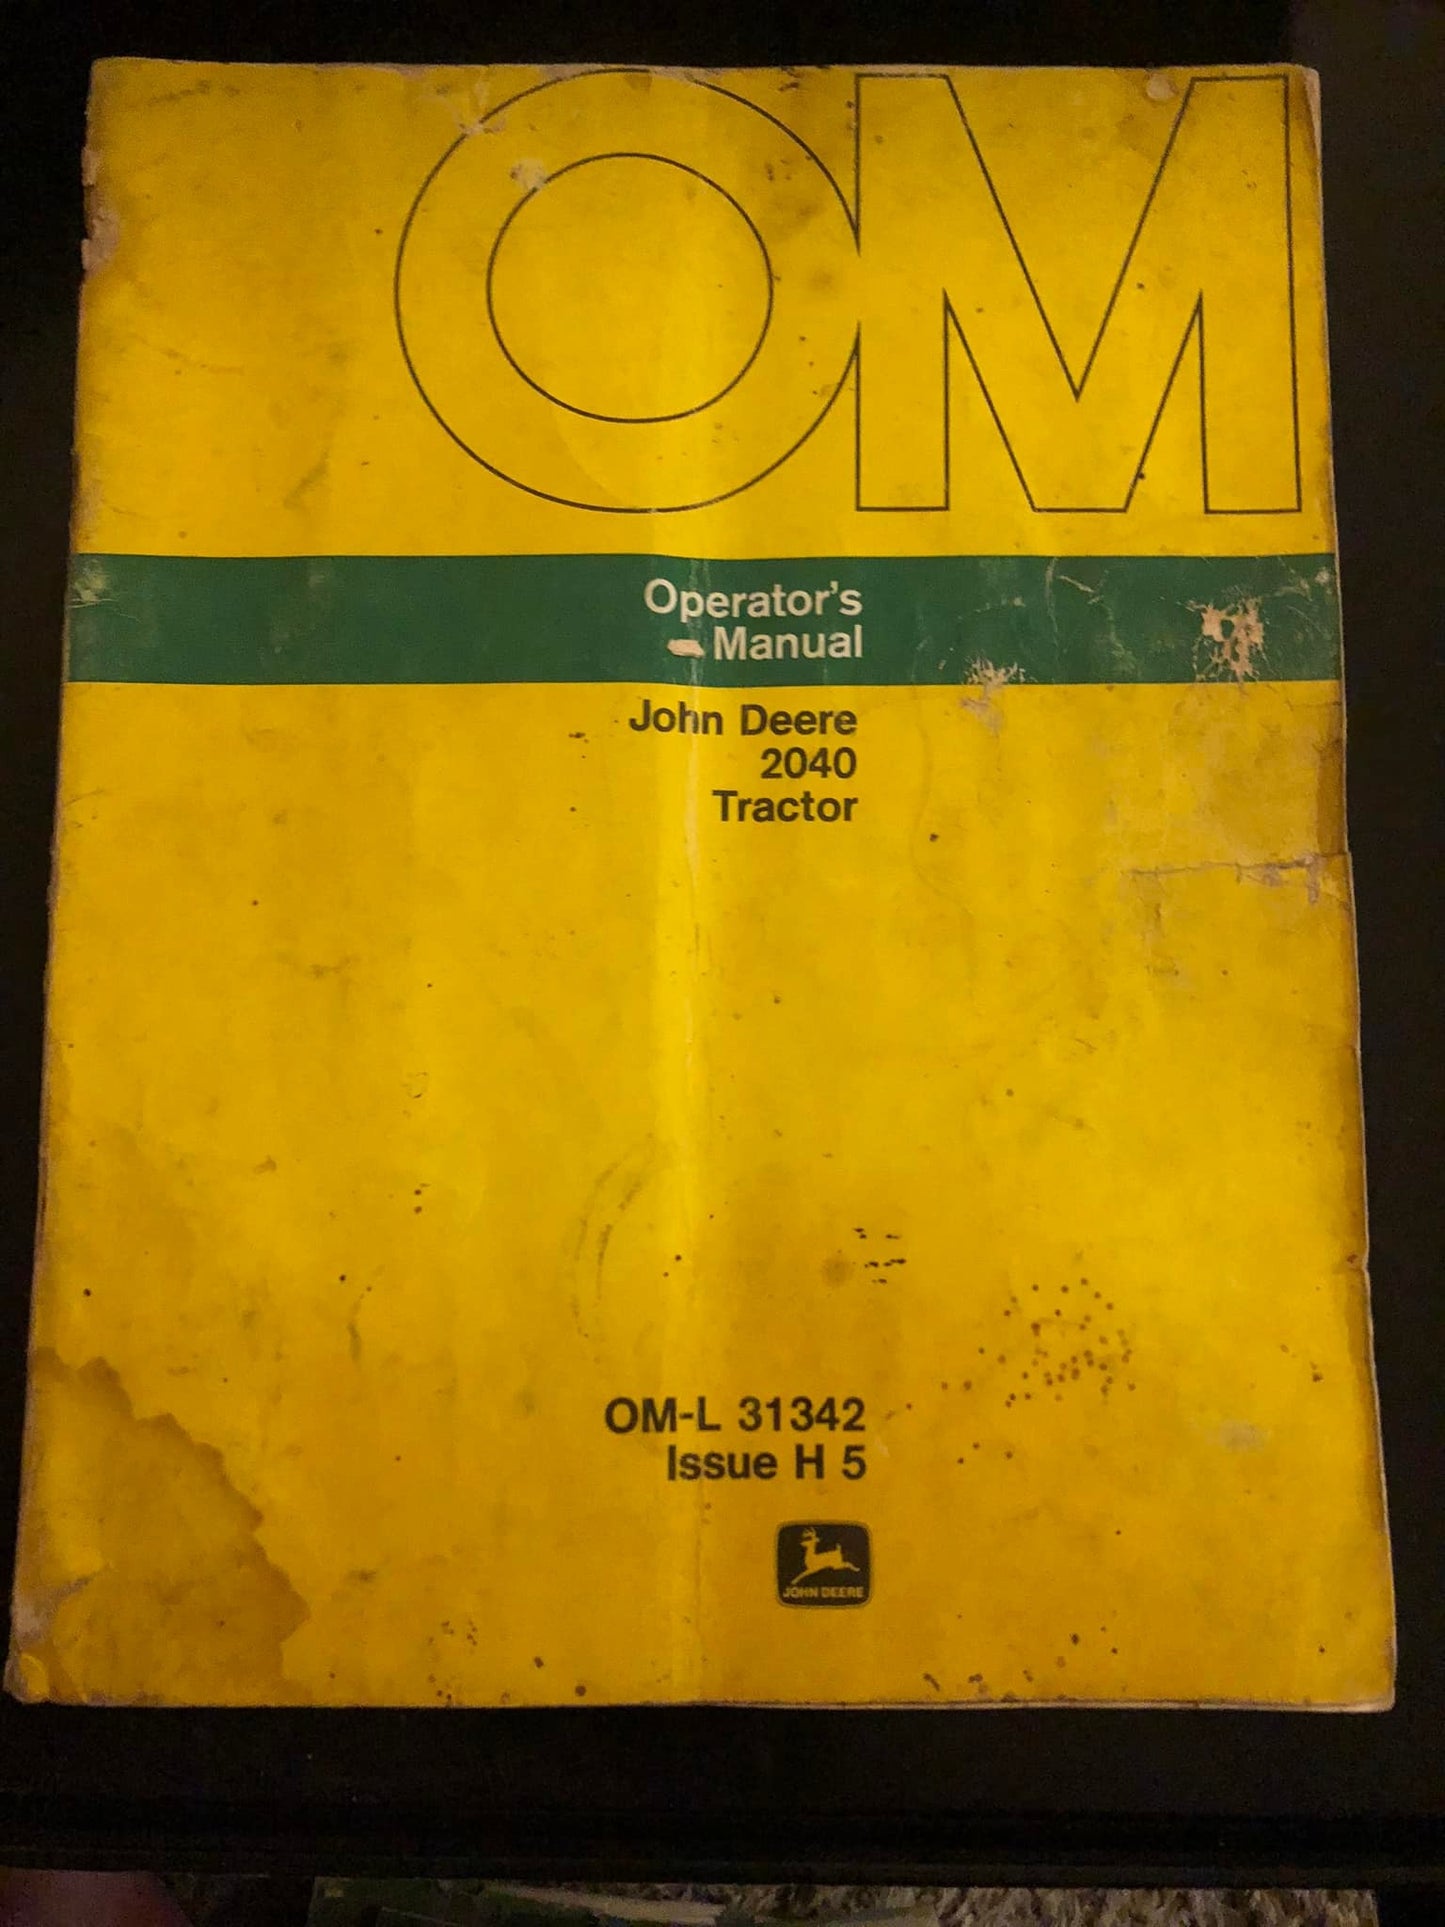 OM
Operator's
Manual
John Deere
2040
Tractor
OM-L 31342
Issue H 5
JOHN DEERE